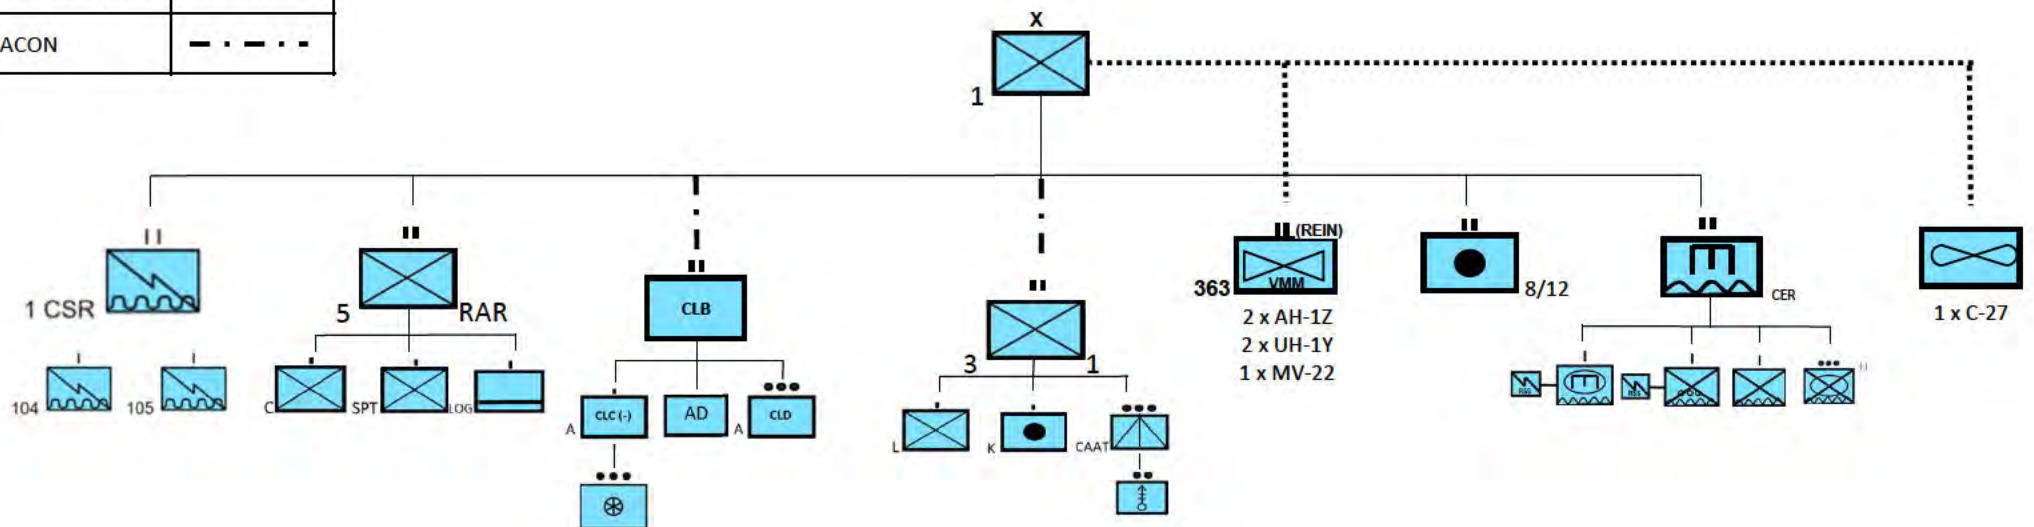 ACON
X
1
II
1 CSR
I
104
I
105
II
5
RAR
I
C
I
SPT
I
LOG
II
CLB
I
A
CLC (-)
AD
A
CLD
II
3
1
I
L
I
K
CAAT
II (REIN)
363
VMM
2 x AH-1Z
2 x UH-1Y
1 x MV-22
II
8/12
II
CER
I
I
I
II
1 x C-27